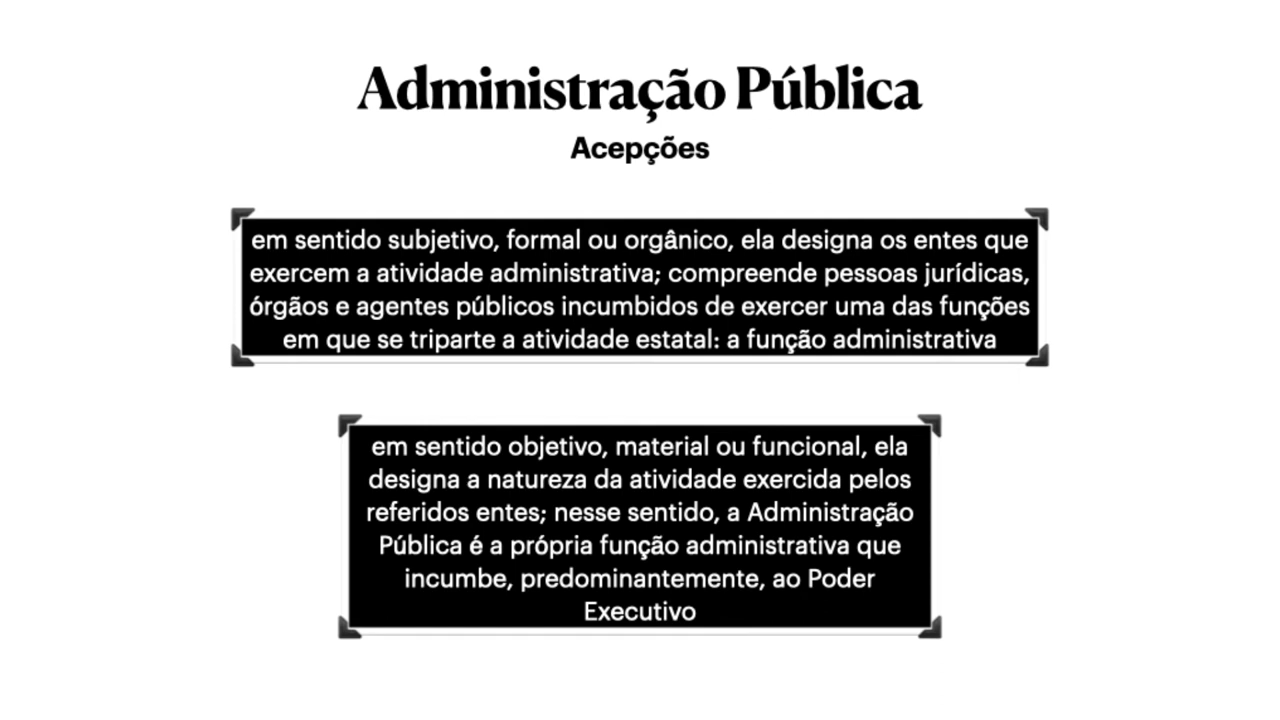 Administração Pública
Acepções
em sentido subjetivo, formal ou orgânico, ela designa os entes que
exercem a atividade administrativa; compreende pessoas jurídicas,
órgãos e agentes públicos incumbidos de exercer uma das funções
em que se triparte a atividade estatal: a função administrativa
em sentido objetivo, material ou funcional, ela
designa a natureza da atividade exercida pelos
referidos entes; nesse sentido, a Administração
Pública é a própria função administrativa que
incumbe, predominantemente, ao Poder
Executivo